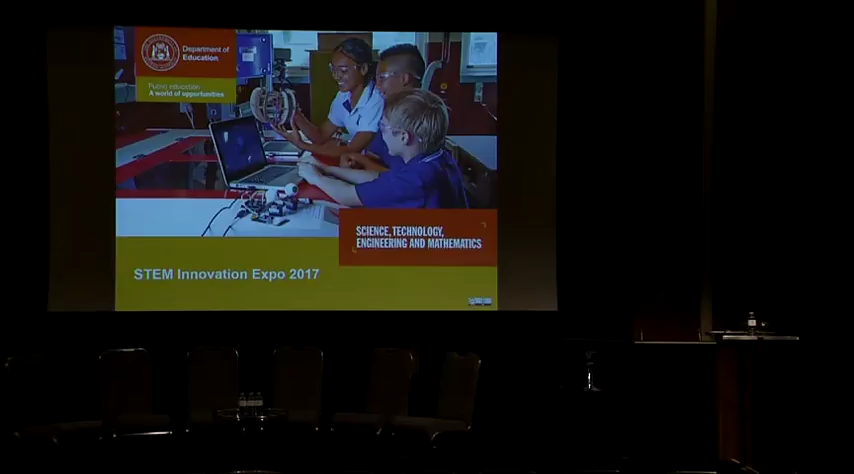 Department of
Education
Public education
A world of opportunities
SCIENCE, TECHNOLOGY,
ENGINEERING AND MATHEMATICS
STEM Innovation Expo 2017